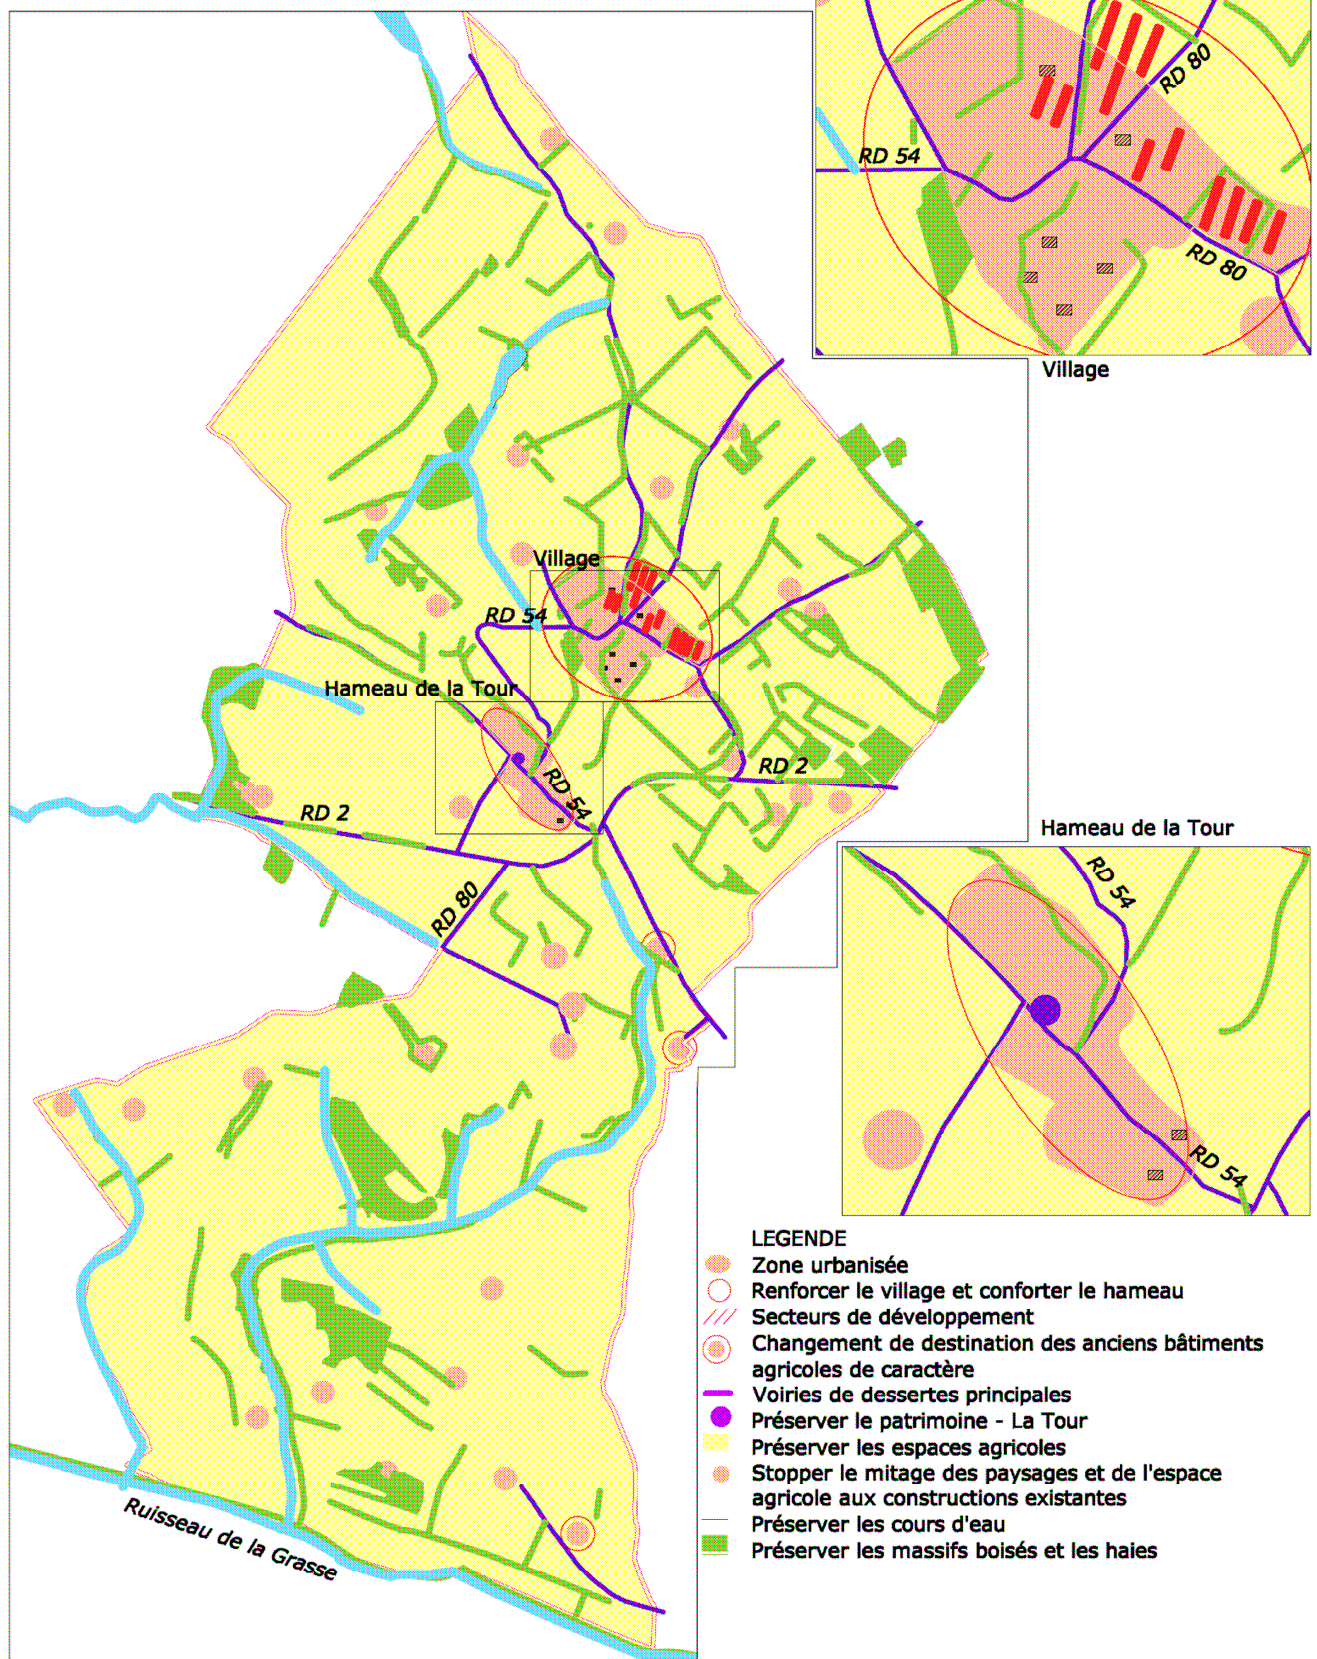 RD 80
RD 54
RD 80
Village
Village
RD 54
Hameau de la Tour
RD 2
RD 54
RD 2
RD 80
Hameau de la Tour
RD 54
RD 54
Ruisseau de la Grasse
LEGENDE
Zone urbanisée
Renforcer le village et conforter le hameau
Secteurs de développement
Changement de destination des anciens bâtiments
agricoles de caractère
Voiries de dessertes principales
Préserver le patrimoine - La Tour
Préserver les espaces agricoles
Stopper le mitage des paysages et de l'espace
agricole aux constructions existantes
Préserver les cours d'eau
Préserver les massifs boisés et les haies